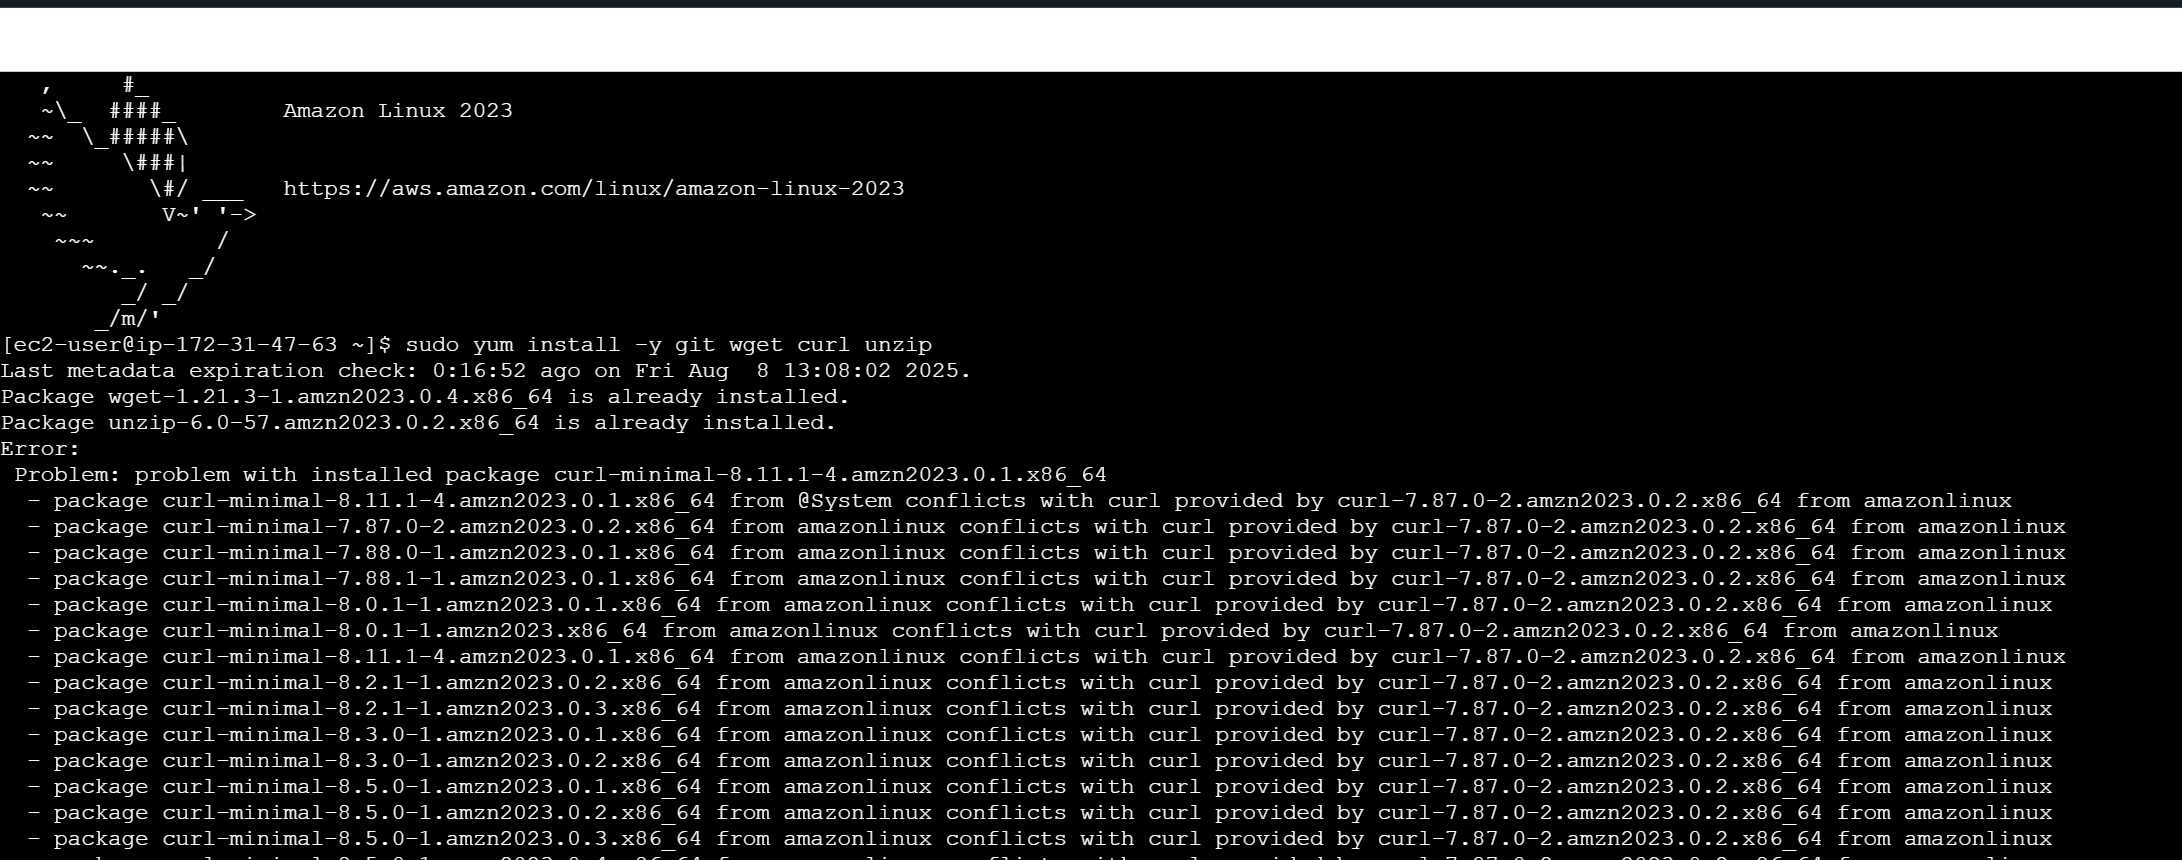 ,     #_
   ~\_  ####_        Amazon Linux 2023
  ~~  \_#####\
  ~~     \###|
  ~~       \#/ ___   https://aws.amazon.com/linux/amazon-linux-2023
   ~~       V~' '->
    ~~~         /
      ~~._.   _/
         _/ _/
       _/m/'
[ec2-user@ip-172-31-47-63 ~]$ sudo yum install -y git wget curl unzip
Last metadata expiration check: 0:16:52 ago on Fri Aug  8 13:08:02 2025.
Package wget-1.21.3-1.amzn2023.0.4.x86_64 is already installed.
Package unzip-6.0-57.amzn2023.0.2.x86_64 is already installed.
Error:
 Problem: problem with installed package curl-minimal-8.11.1-4.amzn2023.0.1.x86_64
  - package curl-minimal-8.11.1-4.amzn2023.0.1.x86_64 from @System conflicts with curl provided by curl-7.87.0-2.amzn2023.0.2.x86_64 from amazonlinux
  - package curl-minimal-7.87.0-2.amzn2023.0.2.x86_64 from amazonlinux conflicts with curl provided by curl-7.87.0-2.amzn2023.0.2.x86_64 from amazonlinux
  - package curl-minimal-7.88.0-1.amzn2023.0.1.x86_64 from amazonlinux conflicts with curl provided by curl-7.87.0-2.amzn2023.0.2.x86_64 from amazonlinux
  - package curl-minimal-7.88.1-1.amzn2023.0.1.x86_64 from amazonlinux conflicts with curl provided by curl-7.87.0-2.amzn2023.0.2.x86_64 from amazonlinux
  - package curl-minimal-8.0.1-1.amzn2023.0.1.x86_64 from amazonlinux conflicts with curl provided by curl-7.87.0-2.amzn2023.0.2.x86_64 from amazonlinux
  - package curl-minimal-8.0.1-1.amzn2023.x86_64 from amazonlinux conflicts with curl provided by curl-7.87.0-2.amzn2023.0.2.x86_64 from amazonlinux
  - package curl-minimal-8.11.1-4.amzn2023.0.1.x86_64 from amazonlinux conflicts with curl provided by curl-7.87.0-2.amzn2023.0.2.x86_64 from amazonlinux
  - package curl-minimal-8.2.1-1.amzn2023.0.2.x86_64 from amazonlinux conflicts with curl provided by curl-7.87.0-2.amzn2023.0.2.x86_64 from amazonlinux
  - package curl-minimal-8.2.1-1.amzn2023.0.3.x86_64 from amazonlinux conflicts with curl provided by curl-7.87.0-2.amzn2023.0.2.x86_64 from amazonlinux
  - package curl-minimal-8.3.0-1.amzn2023.0.1.x86_64 from amazonlinux conflicts with curl provided by curl-7.87.0-2.amzn2023.0.2.x86_64 from amazonlinux
  - package curl-minimal-8.3.0-1.amzn2023.0.2.x86_64 from amazonlinux conflicts with curl provided by curl-7.87.0-2.amzn2023.0.2.x86_64 from amazonlinux
  - package curl-minimal-8.5.0-1.amzn2023.0.1.x86_64 from amazonlinux conflicts with curl provided by curl-7.87.0-2.amzn2023.0.2.x86_64 from amazonlinux
  - package curl-minimal-8.5.0-1.amzn2023.0.2.x86_64 from amazonlinux conflicts with curl provided by curl-7.87.0-2.amzn2023.0.2.x86_64 from amazonlinux
  - package curl-minimal-8.5.0-1.amzn2023.0.3.x86_64 from amazonlinux conflicts with curl provided by curl-7.87.0-2.amzn2023.0.2.x86_64 from amazonlinux